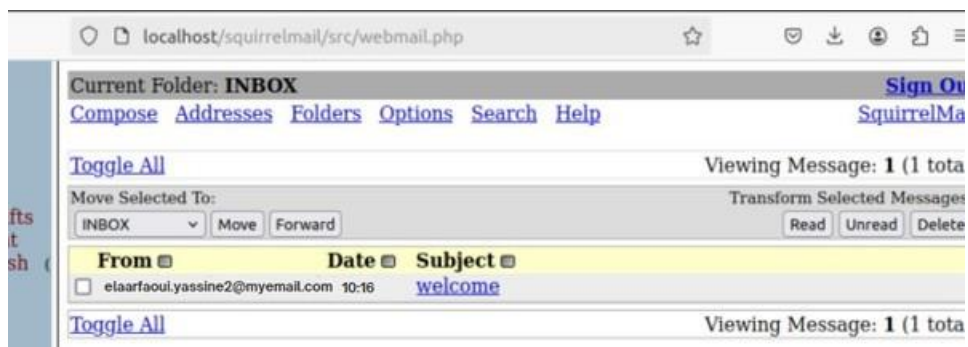 localhost/squirrelmail/src/webmail.php
Current Folder: INBOX Sign Ou
Compose Addresses Folders Options Search Help SquirrelMa
Toggle All Viewing Message: 1 (1 tota
Move Selected To: Transform Selected Messages
INBOX Move Forward Read Unread Delete
fts
t
sh (
From Date Subject
elaarfaoui.yassine2@myemail.com 10:16 welcome
Toggle All Viewing Message: 1 (1 tota